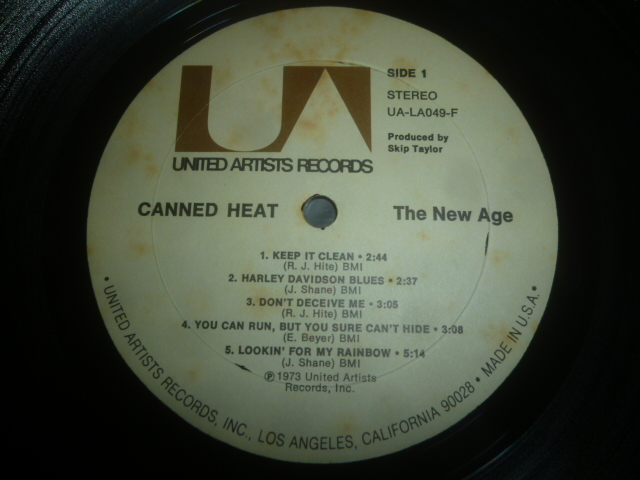 UA
SIDE 1
STEREO
UA-LA049-F
Produced by
Skip Taylor
UNITED ARTISTS RECORDS
CANNED HEAT
The New Age
1. KEEP IT CLEAN • 2:44
(R. J. Hite) BMI
2. HARLEY DAVIDSON BLUES • 2:37
(J. Shane) BMI
3. DON'T DECEIVE ME • 3:05
(R. J. Hite) BMI
4. YOU CAN RUN, BUT YOU SURE CAN'T HIDE • 3:08
(E. Beyer) BMI
5. LOOKIN' FOR MY RAINBOW • 5:14
(J. Shane) BMI
℗ 1973 United Artists
Records, Inc.
• UNITED ARTISTS RECORDS, INC., LOS ANGELES, CALIFORNIA 90028 • MADE IN U.S.A. •